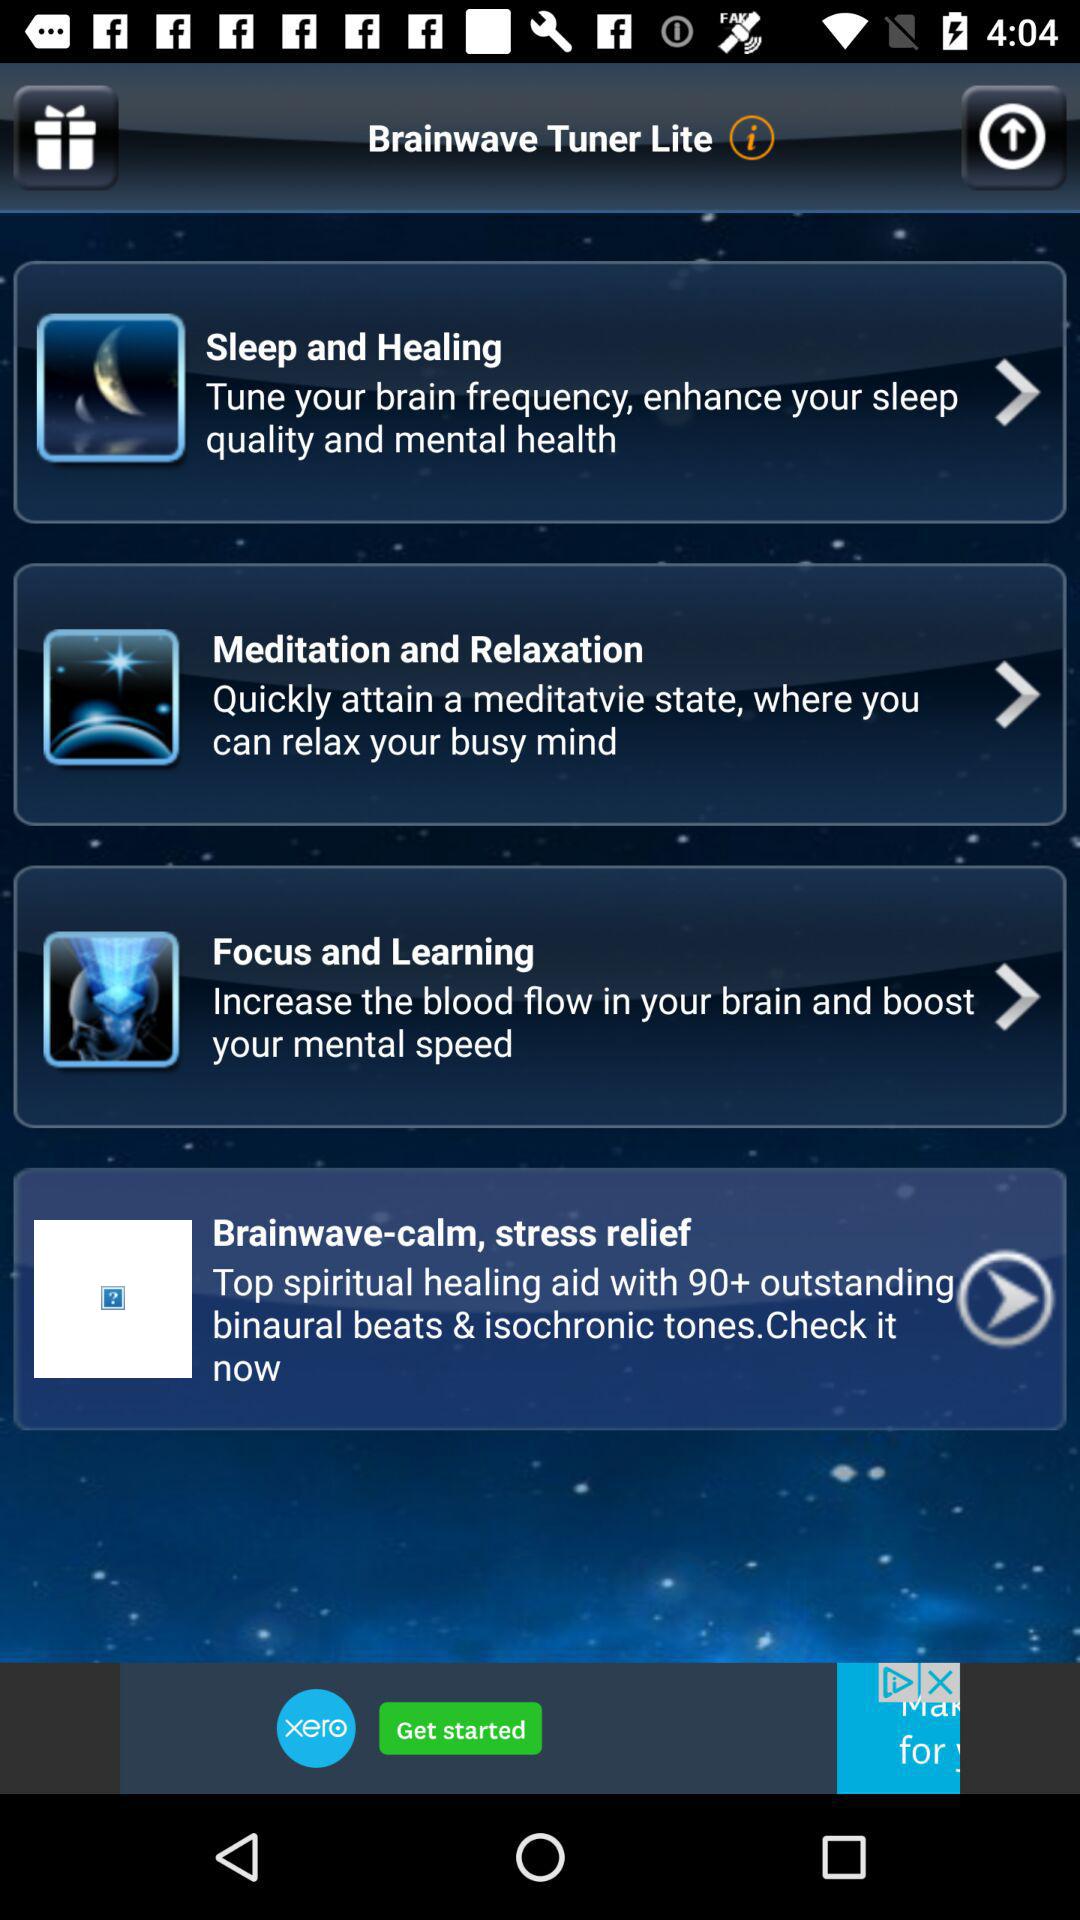 FAKE
4:04
Brainwave Tuner Lite i
Sleep and Healing
Tune your brain frequency, enhance your sleep
quality and mental health
Meditation and Relaxation
Quickly attain a meditatvie state, where you
can relax your busy mind
Focus and Learning
Increase the blood flow in your brain and boost
your mental speed
Brainwave-calm, stress relief
Top spiritual healing aid with 90+ outstanding
binaural beats & isochronic tones.Check it
now
?
xero
Get started
for